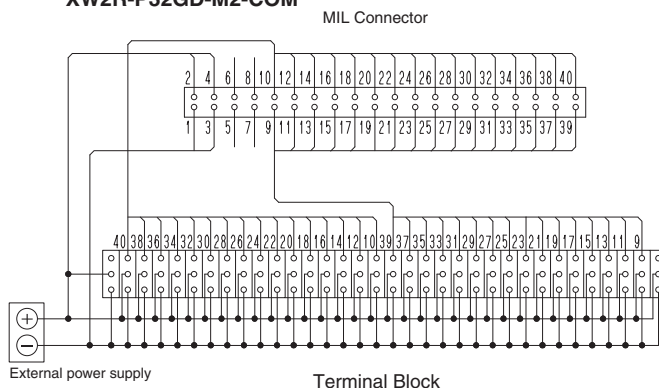 XW2R-P32GD-M2-COM
MIL Connector
2 4 6 8 10 12 14 16 18 20 22 24 26 28 30 32 34 36 38 40
1 3 5 7 9 11 13 15 17 19 21 23 25 27 29 31 33 35 37 39
40 38 36 34 32 30 28 26 24 22 20 18 16 14 12 10 39 37 35 33 31 29 27 25 23 21 19 17 15 13 11 9
+
−
External power supply
Terminal Block